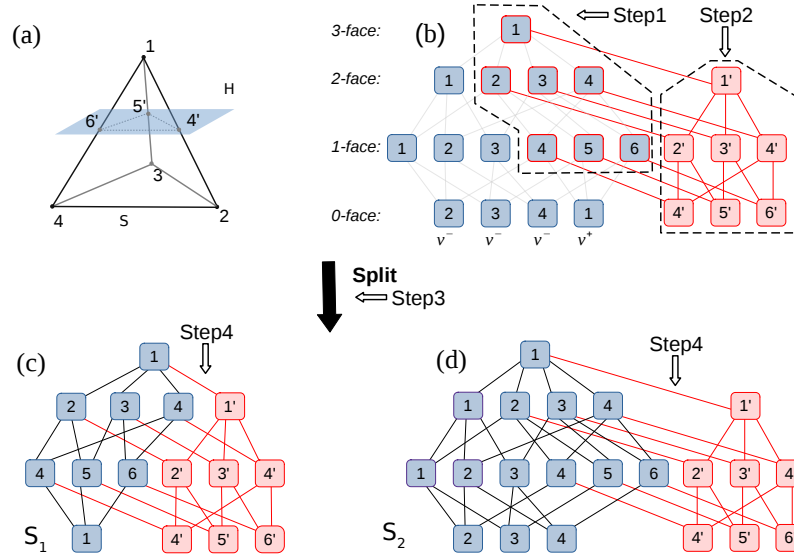 (a)
1
H
5'
6'
4'
3
4
S
2
(b)
Step1
Step2
3-face:
1
2-face:
1 2 3 4 1'
1-face:
1 2 3 4 5 6 2' 3' 4'
0-face:
2 3 4 1 4' 5' 6'
v⁻ v⁻ v⁻ v⁺
Split
Step3
(c)
Step4
1
2 3 4 1'
4 5 6 2' 3' 4'
1 4' 5' 6'
S₁
(d)
Step4
1
1 2 3 4 1'
1 2 3 4 5 6 2' 3' 4
2 3 4 4' 5' 6'
S₂